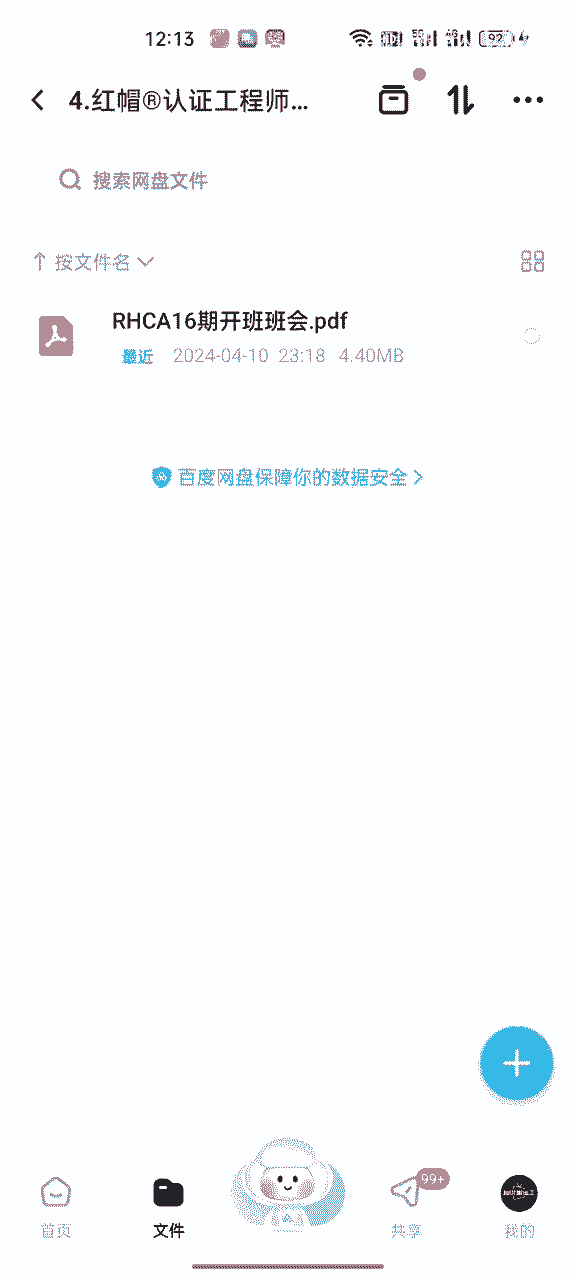 12:13
4.红帽®认证工程师...
搜索网盘文件
按文件名
RHCA16期开班班会.pdf
最近 2024-04-10 23:18 4.40MB
百度网盘保障你的数据安全
99+
首页 文件 共享 我的